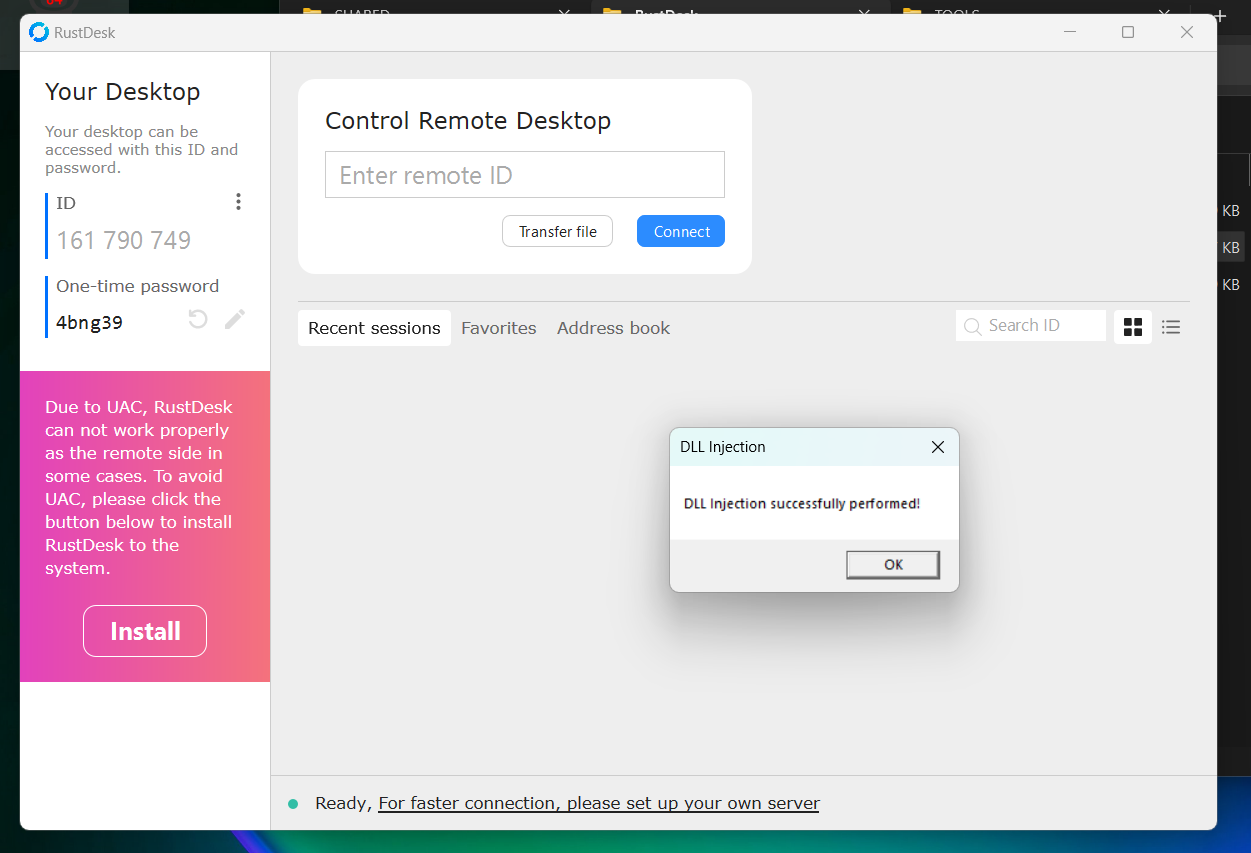 SHARED
RustDesk
TOOLS
RustDesk
Your Desktop
Your desktop can be
accessed with this ID and
password.
ID
161 790 749
One-time password
4bng39
Due to UAC, RustDesk
can not work properly
as the remote side in
some cases. To avoid
UAC, please click the
button below to install
RustDesk to the
system.
Install
Control Remote Desktop
Enter remote ID
Transfer file
Connect
Recent sessions Favorites Address book
Search ID
DLL Injection
DLL Injection successfully performed!
OK
Ready, For faster connection, please set up your own server
KB
KB
KB